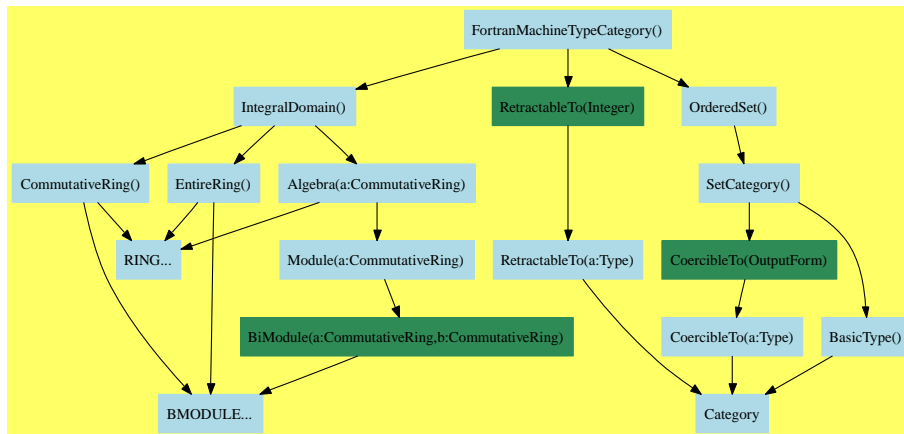 FortranMachineTypeCategory()
IntegralDomain()
RetractableTo(Integer)
OrderedSet()
CommutativeRing()
EntireRing()
Algebra(a:CommutativeRing)
SetCategory()
RING...
Module(a:CommutativeRing)
RetractableTo(a:Type)
CoercibleTo(OutputForm)
BiModule(a:CommutativeRing,b:CommutativeRing)
CoercibleTo(a:Type)
BasicType()
BMODULE...
Category